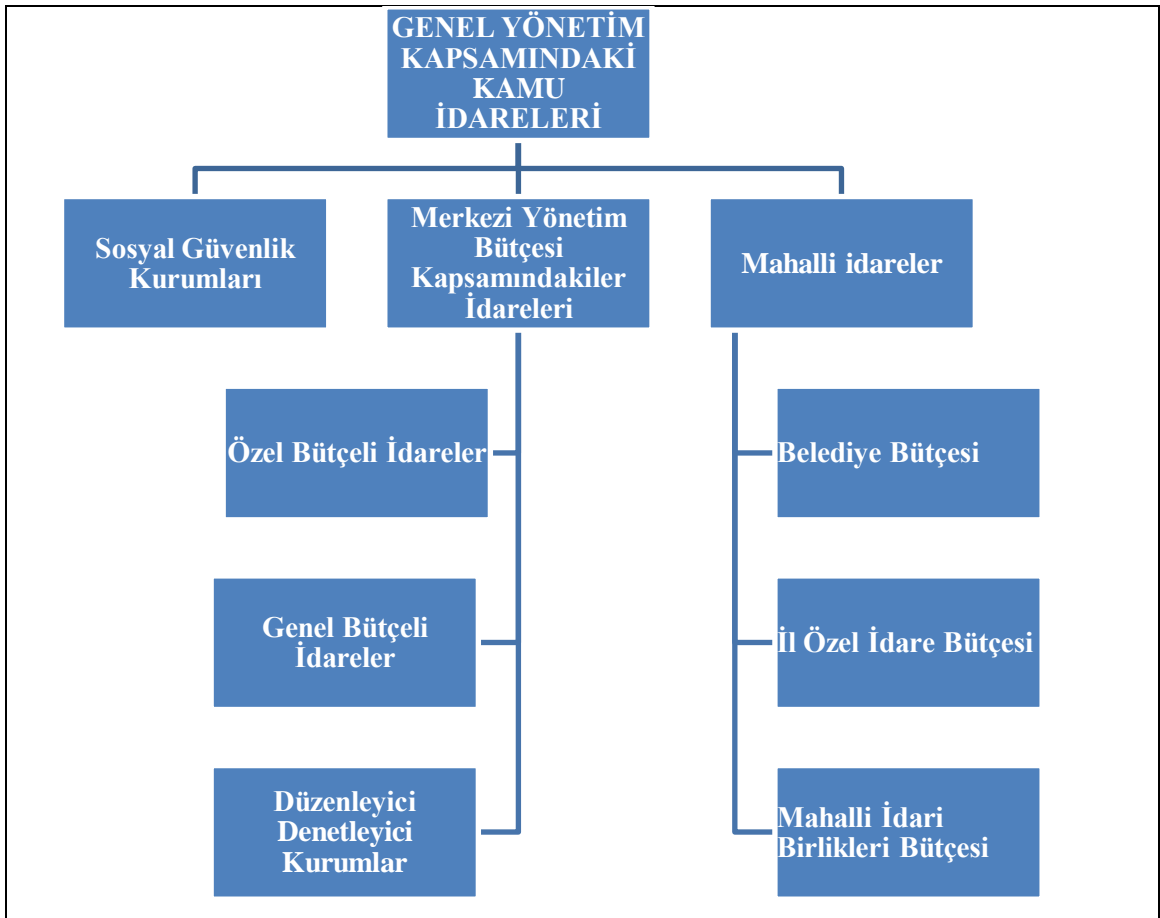 GENEL YÖNETİM
KAPSAMINDAKİ
KAMU
İDARELERİ
Sosyal Güvenlik
Kurumları
Merkezi Yönetim
Bütçesi
Kapsamındakiler
İdareleri
Mahalli idareler
Özel Bütçeli İdareler
Belediye Bütçesi
Genel Bütçeli
İdareler
İl Özel İdare Bütçesi
Düzenleyici
Denetleyici
Kurumlar
Mahalli İdari
Birlikleri Bütçesi